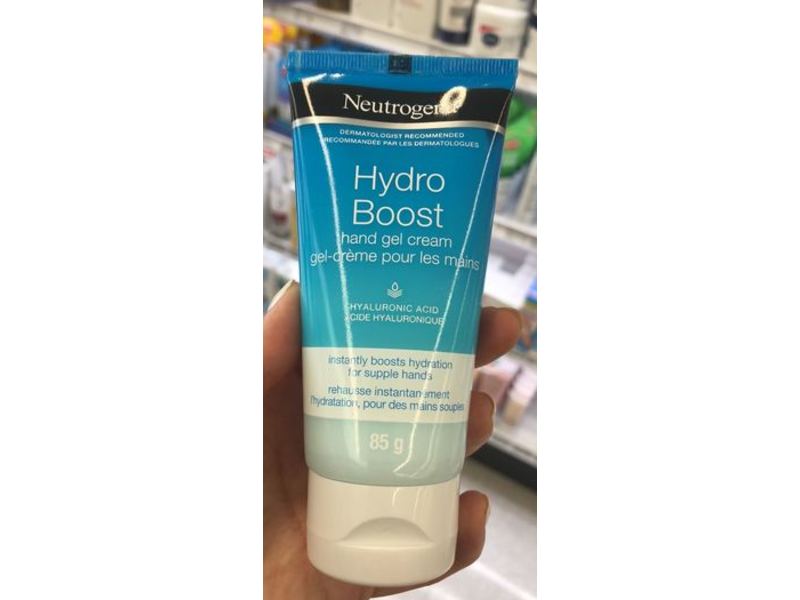 Neutrogena
DERMATOLOGIST RECOMMENDED
RECOMMANDÉE PAR LES DERMATOLOGUES
Hydro
Boost
hand gel cream
gel-crème pour les mains
HYALURONIC ACID
ACIDE HYALURONIQUE
instantly boosts hydration
for supple hands
rehausse instantanément
l'hydratation, pour des mains souples
85 g